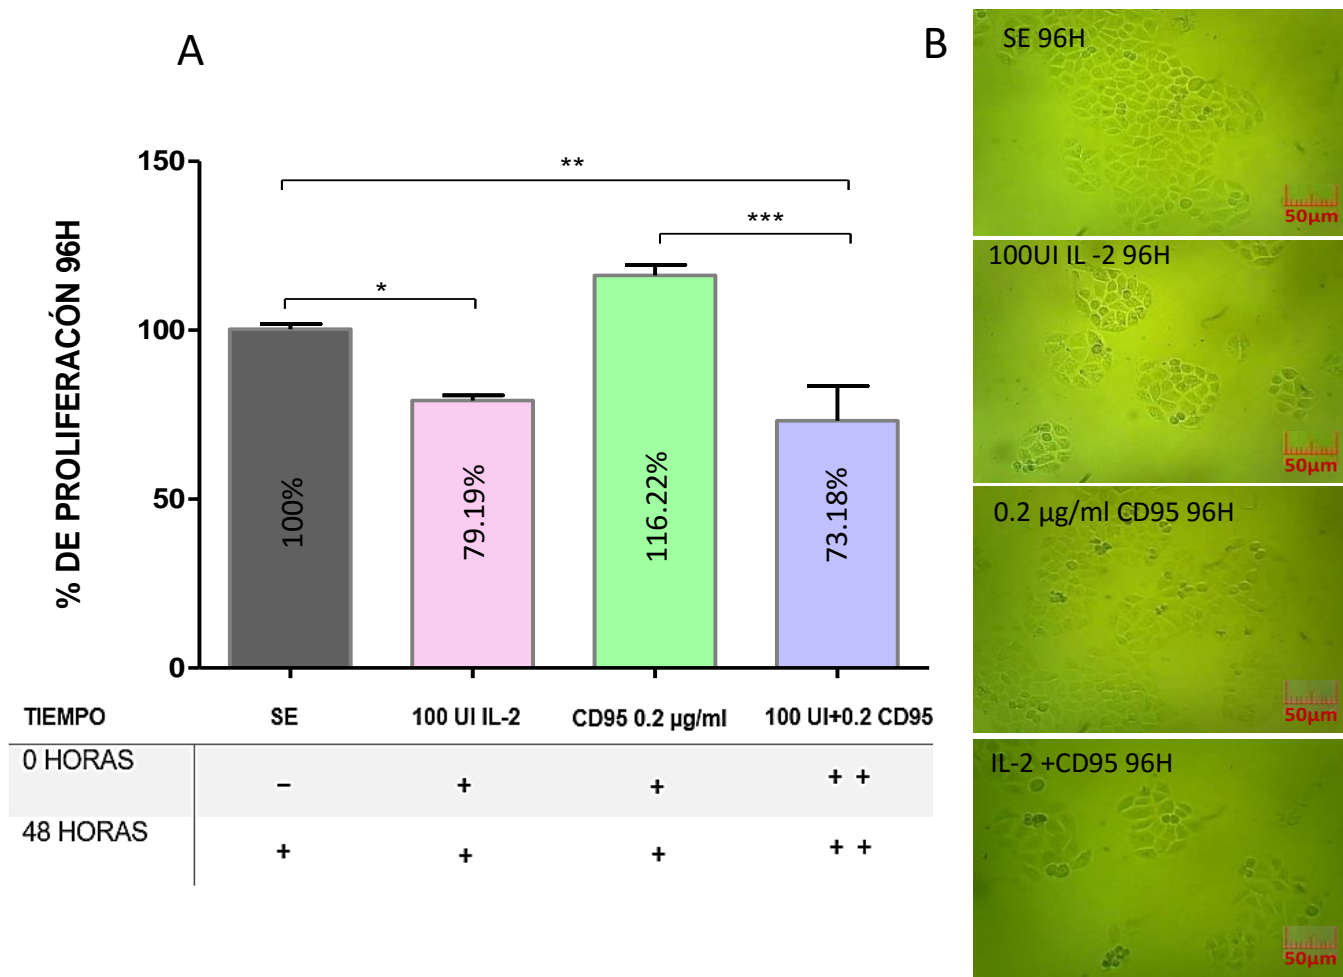 A
B
150
100
50
0
% DE PROLIFERACÓN 96H
**
***
*
100%
79.19%
116.22%
73.18%
TIEMPO SE 100 UI IL-2 CD95 0.2 µg/ml 100 UI+0.2 CD95
0 HORAS − + + + +
48 HORAS + + + + +
SE 96H
50µm
100UI IL -2 96H
50µm
0.2 µg/ml CD95 96H
50µm
IL-2 +CD95 96H
50µm